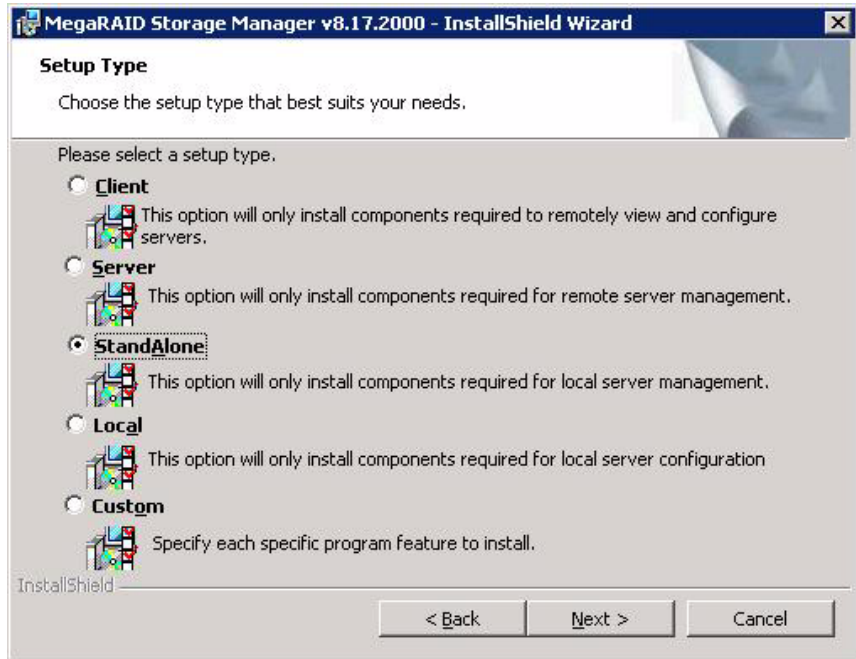 MegaRAID Storage Manager v8.17.2000 - InstallShield Wizard
Setup Type
Choose the setup type that best suits your needs.
Please select a setup type.
Client
This option will only install components required to remotely view and configure
servers.
Server
This option will only install components required for remote server management.
StandAlone
This option will only install components required for local server management.
Local
This option will only install components required for local server configuration
Custom
Specify each specific program feature to install.
InstallShield
< Back
Next >
Cancel